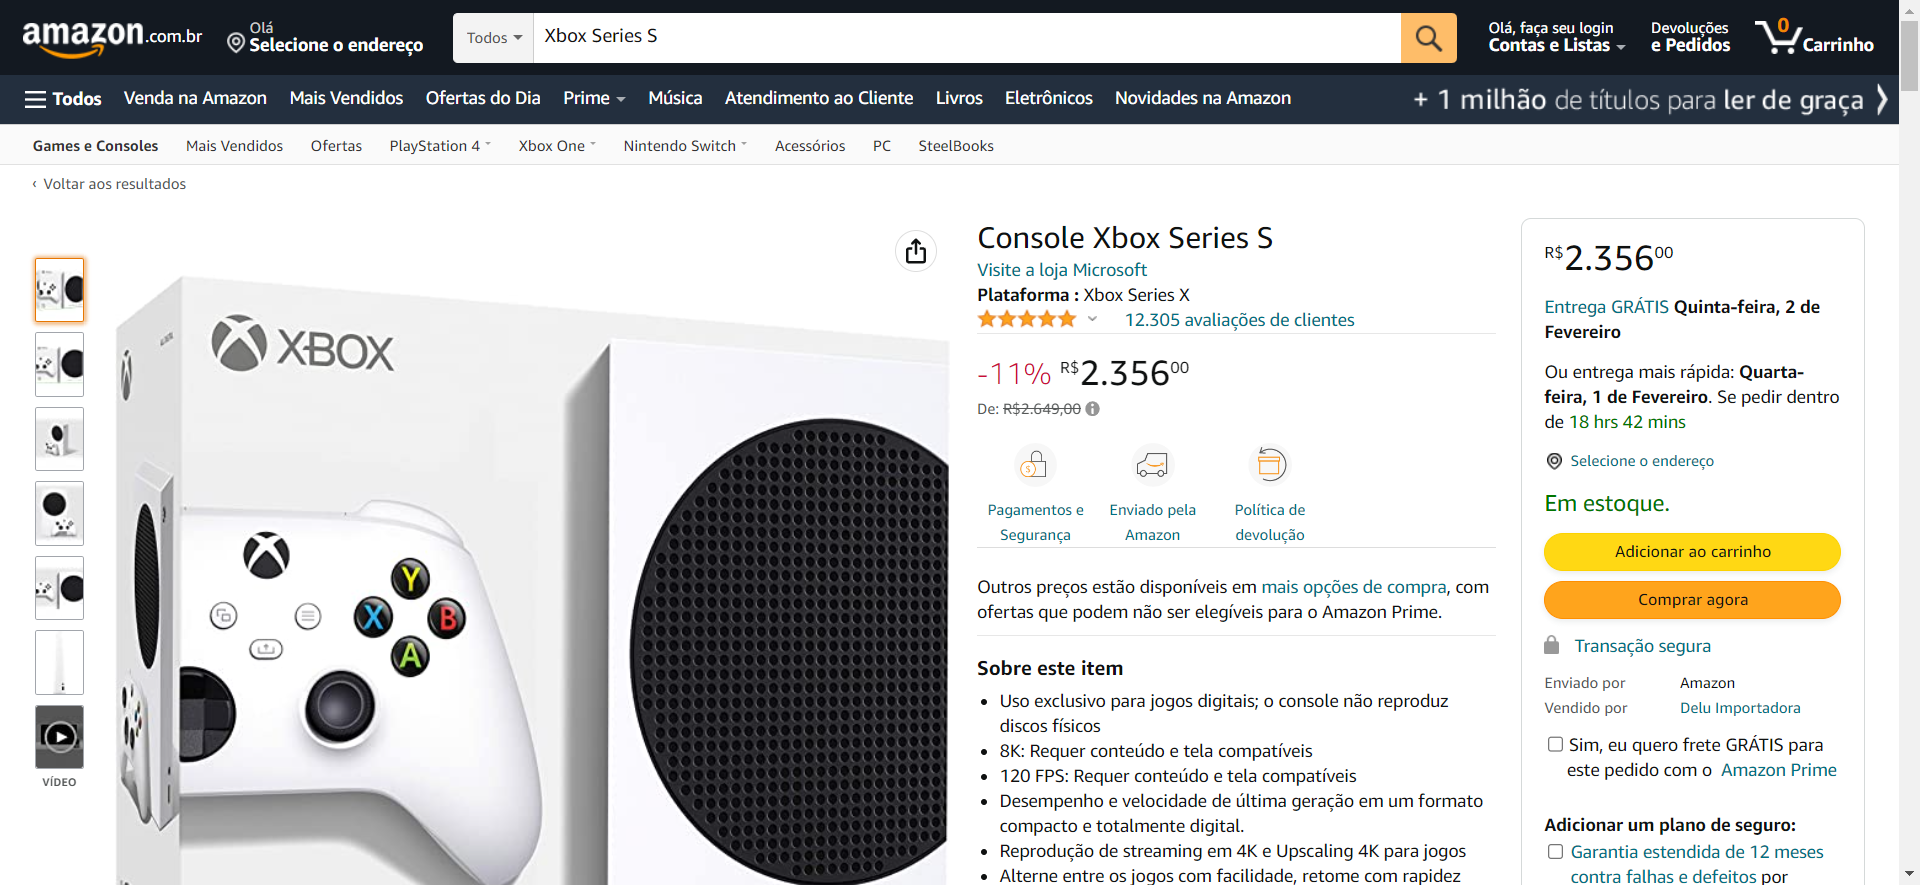 amazon.com.br
Olá
Selecione o endereço
Todos
Xbox Series S
Olá, faça seu login
Contas e Listas
Devoluções
e Pedidos
0
Carrinho
Todos
Venda na Amazon
Mais Vendidos
Ofertas do Dia
Prime
Música
Atendimento ao Cliente
Livros
Eletrônicos
Novidades na Amazon
+ 1 milhão de títulos para ler de graça
Games e Consoles
Mais Vendidos
Ofertas
PlayStation 4
Xbox One
Nintendo Switch
Acessórios
PC
SteelBooks
‹ Voltar aos resultados
VÍDEO
XBOX
Y
X
B
A
Console Xbox Series S
Visite a loja Microsoft
Plataforma : Xbox Series X
12.305 avaliações de clientes
-11% R$2.35600
De: R$2.649,00
Pagamentos e
Segurança
Enviado pela
Amazon
Política de
devolução
Outros preços estão disponíveis em mais opções de compra, com
ofertas que podem não ser elegíveis para o Amazon Prime.
Sobre este item
• Uso exclusivo para jogos digitais; o console não reproduz
discos físicos
• 8K: Requer conteúdo e tela compatíveis
• 120 FPS: Requer conteúdo e tela compatíveis
• Desempenho e velocidade de última geração em um formato
compacto e totalmente digital.
• Reprodução de streaming em 4K e Upscaling 4K para jogos
• Alterne entre os jogos com facilidade, retome com rapidez
R$2.35600
Entrega GRÁTIS Quinta-feira, 2 de
Fevereiro
Ou entrega mais rápida: Quarta-
feira, 1 de Fevereiro. Se pedir dentro
de 18 hrs 42 mins
Selecione o endereço
Em estoque.
Adicionar ao carrinho
Comprar agora
Transação segura
Enviado por Amazon
Vendido por Delu Importadora
Sim, eu quero frete GRÁTIS para
este pedido com o Amazon Prime
Adicionar um plano de seguro:
Garantia estendida de 12 meses
contra falhas e defeitos por